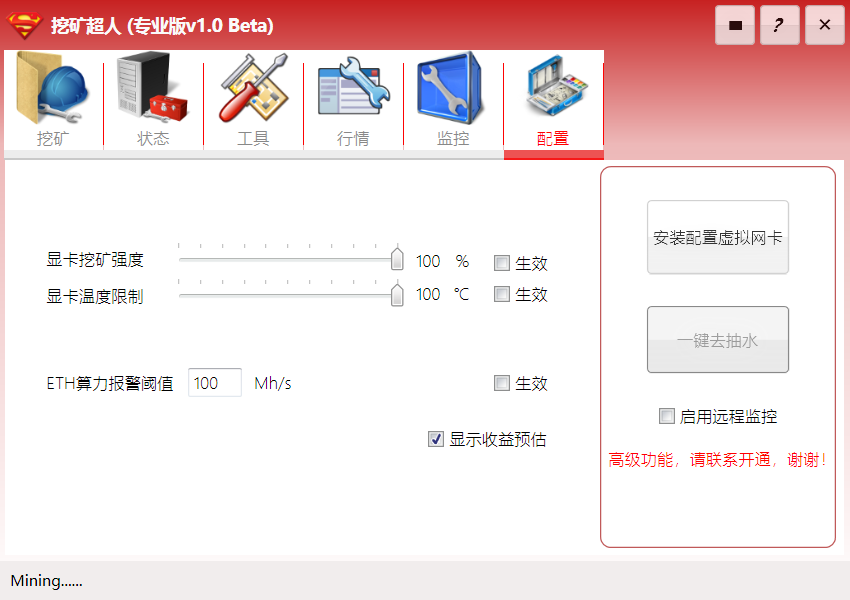 挖矿超人 (专业版v1.0 Beta)
?
挖矿 状态 工具 行情 监控 配置
显卡挖矿强度 100 % 生效
显卡温度限制 100 ℃ 生效
ETH算力报警阈值 100 Mh/s 生效
显示收益预估
安装配置虚拟网卡
一键去抽水
启用远程监控
高级功能，请联系开通，谢谢！
Mining......